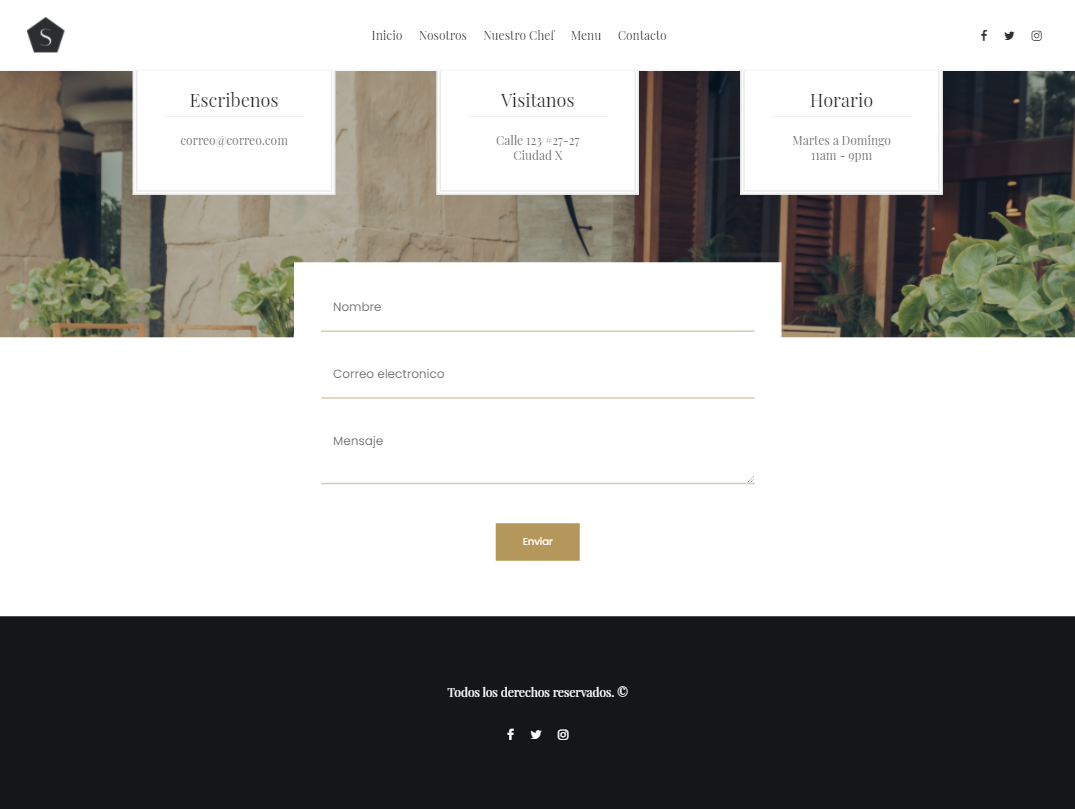 S
Inicio Nosotros Nuestro Chef Menu Contacto
Escribenos
correo@correo.com
Visitanos
Calle 123 #27-27
Ciudad X
Horario
Martes a Domingo
11am - 9pm
Nombre
Correo electronico
Mensaje
Enviar
Todos los derechos reservados. ©